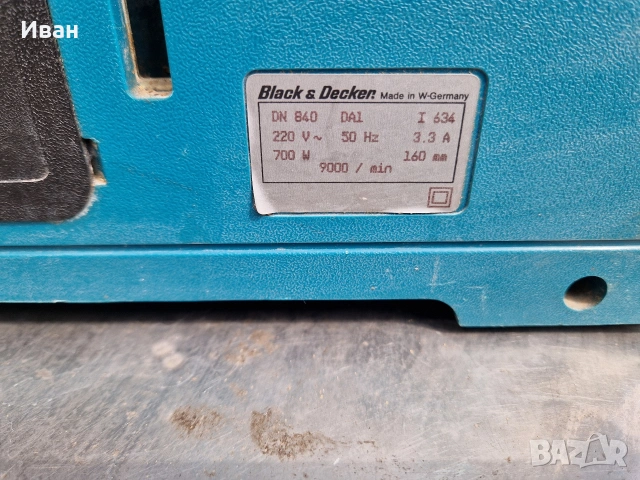 Иван
Black & Decker. Made in W-Germany
DN 840 DA1 I 634
220 V~ 50 Hz 3.3 A
700 W 160 mm
9000 / min
BAZAR